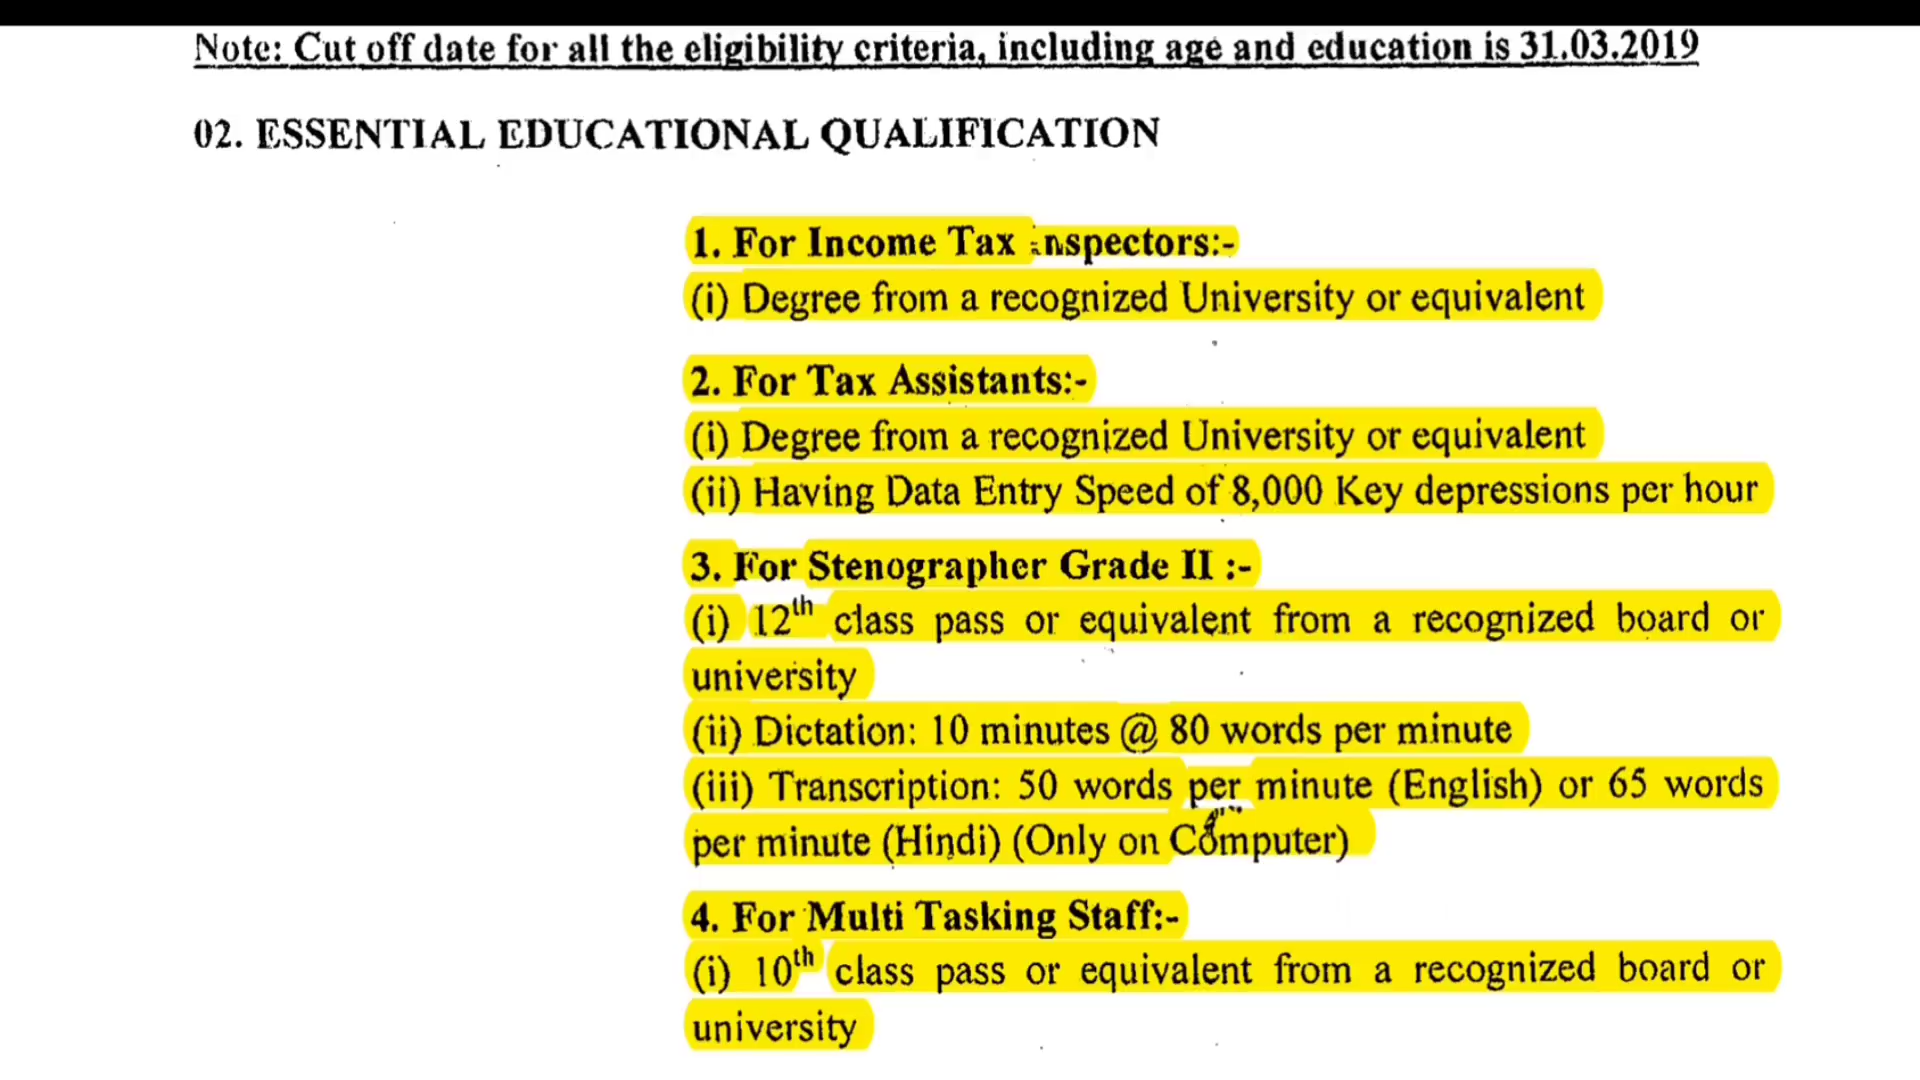 Note: Cut off date for all the eligibility criteria, including age and education is 31.03.2019
02. ESSENTIAL EDUCATIONAL QUALIFICATION
1. For Income Tax Inspectors:-
(i) Degree from a recognized University or equivalent
2. For Tax Assistants:-
(i) Degree from a recognized University or equivalent
(ii) Having Data Entry Speed of 8,000 Key depressions per hour
3. For Stenographer Grade II :-
(i) 12th class pass or equivalent from a recognized board or
university
(ii) Dictation: 10 minutes @ 80 words per minute
(iii) Transcription: 50 words per minute (English) or 65 words
per minute (Hindi) (Only on Computer)
4. For Multi Tasking Staff:-
(i) 10th class pass or equivalent from a recognized board or
university